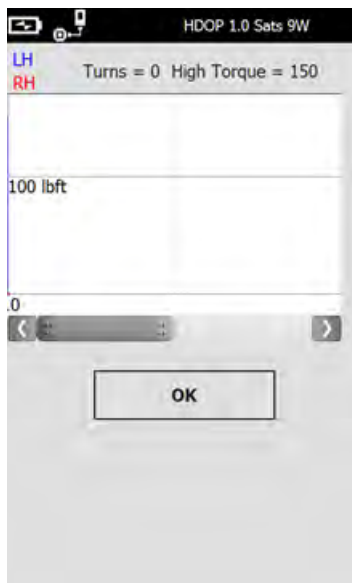 HDOP 1.0 Sats 9W
LH
RH
Turns = 0 High Torque = 150
100 lbft
.0
OK